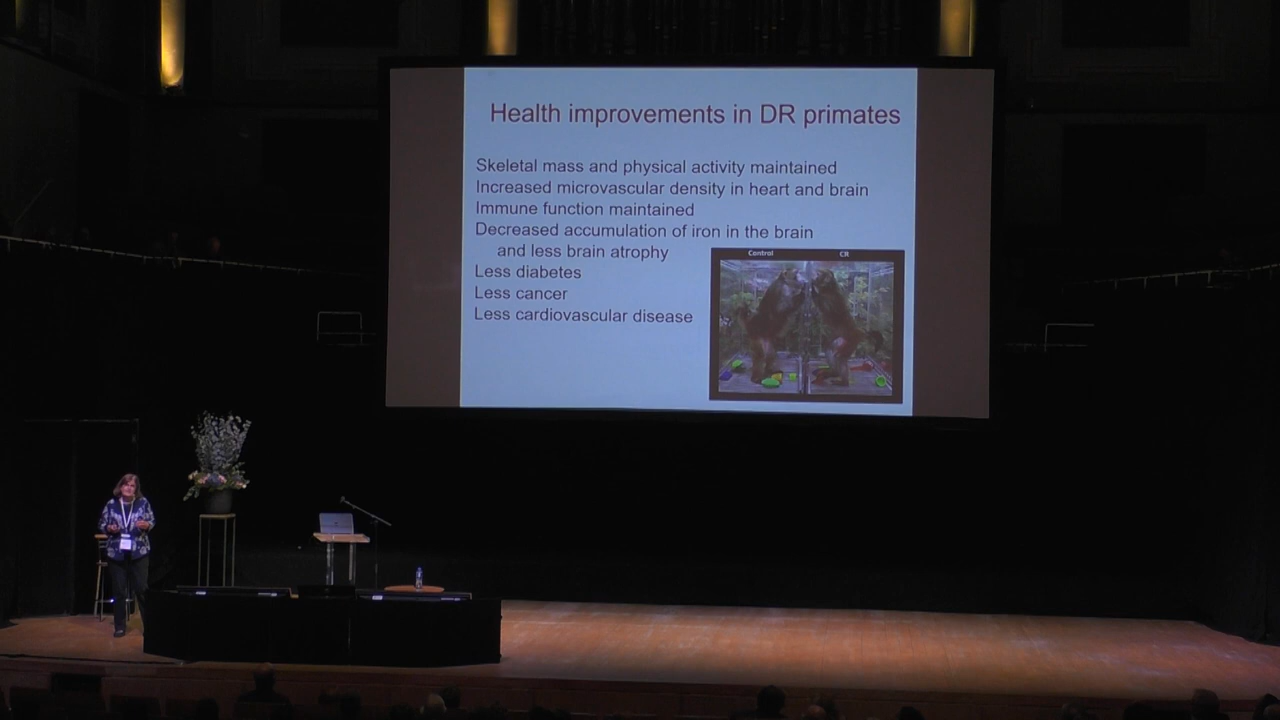 Health improvements in DR primates
Skeletal mass and physical activity maintained
Increased microvascular density in heart and brain
Immune function maintained
Decreased accumulation of iron in the brain
and less brain atrophy
Less diabetes
Less cancer
Less cardiovascular disease
Control CR